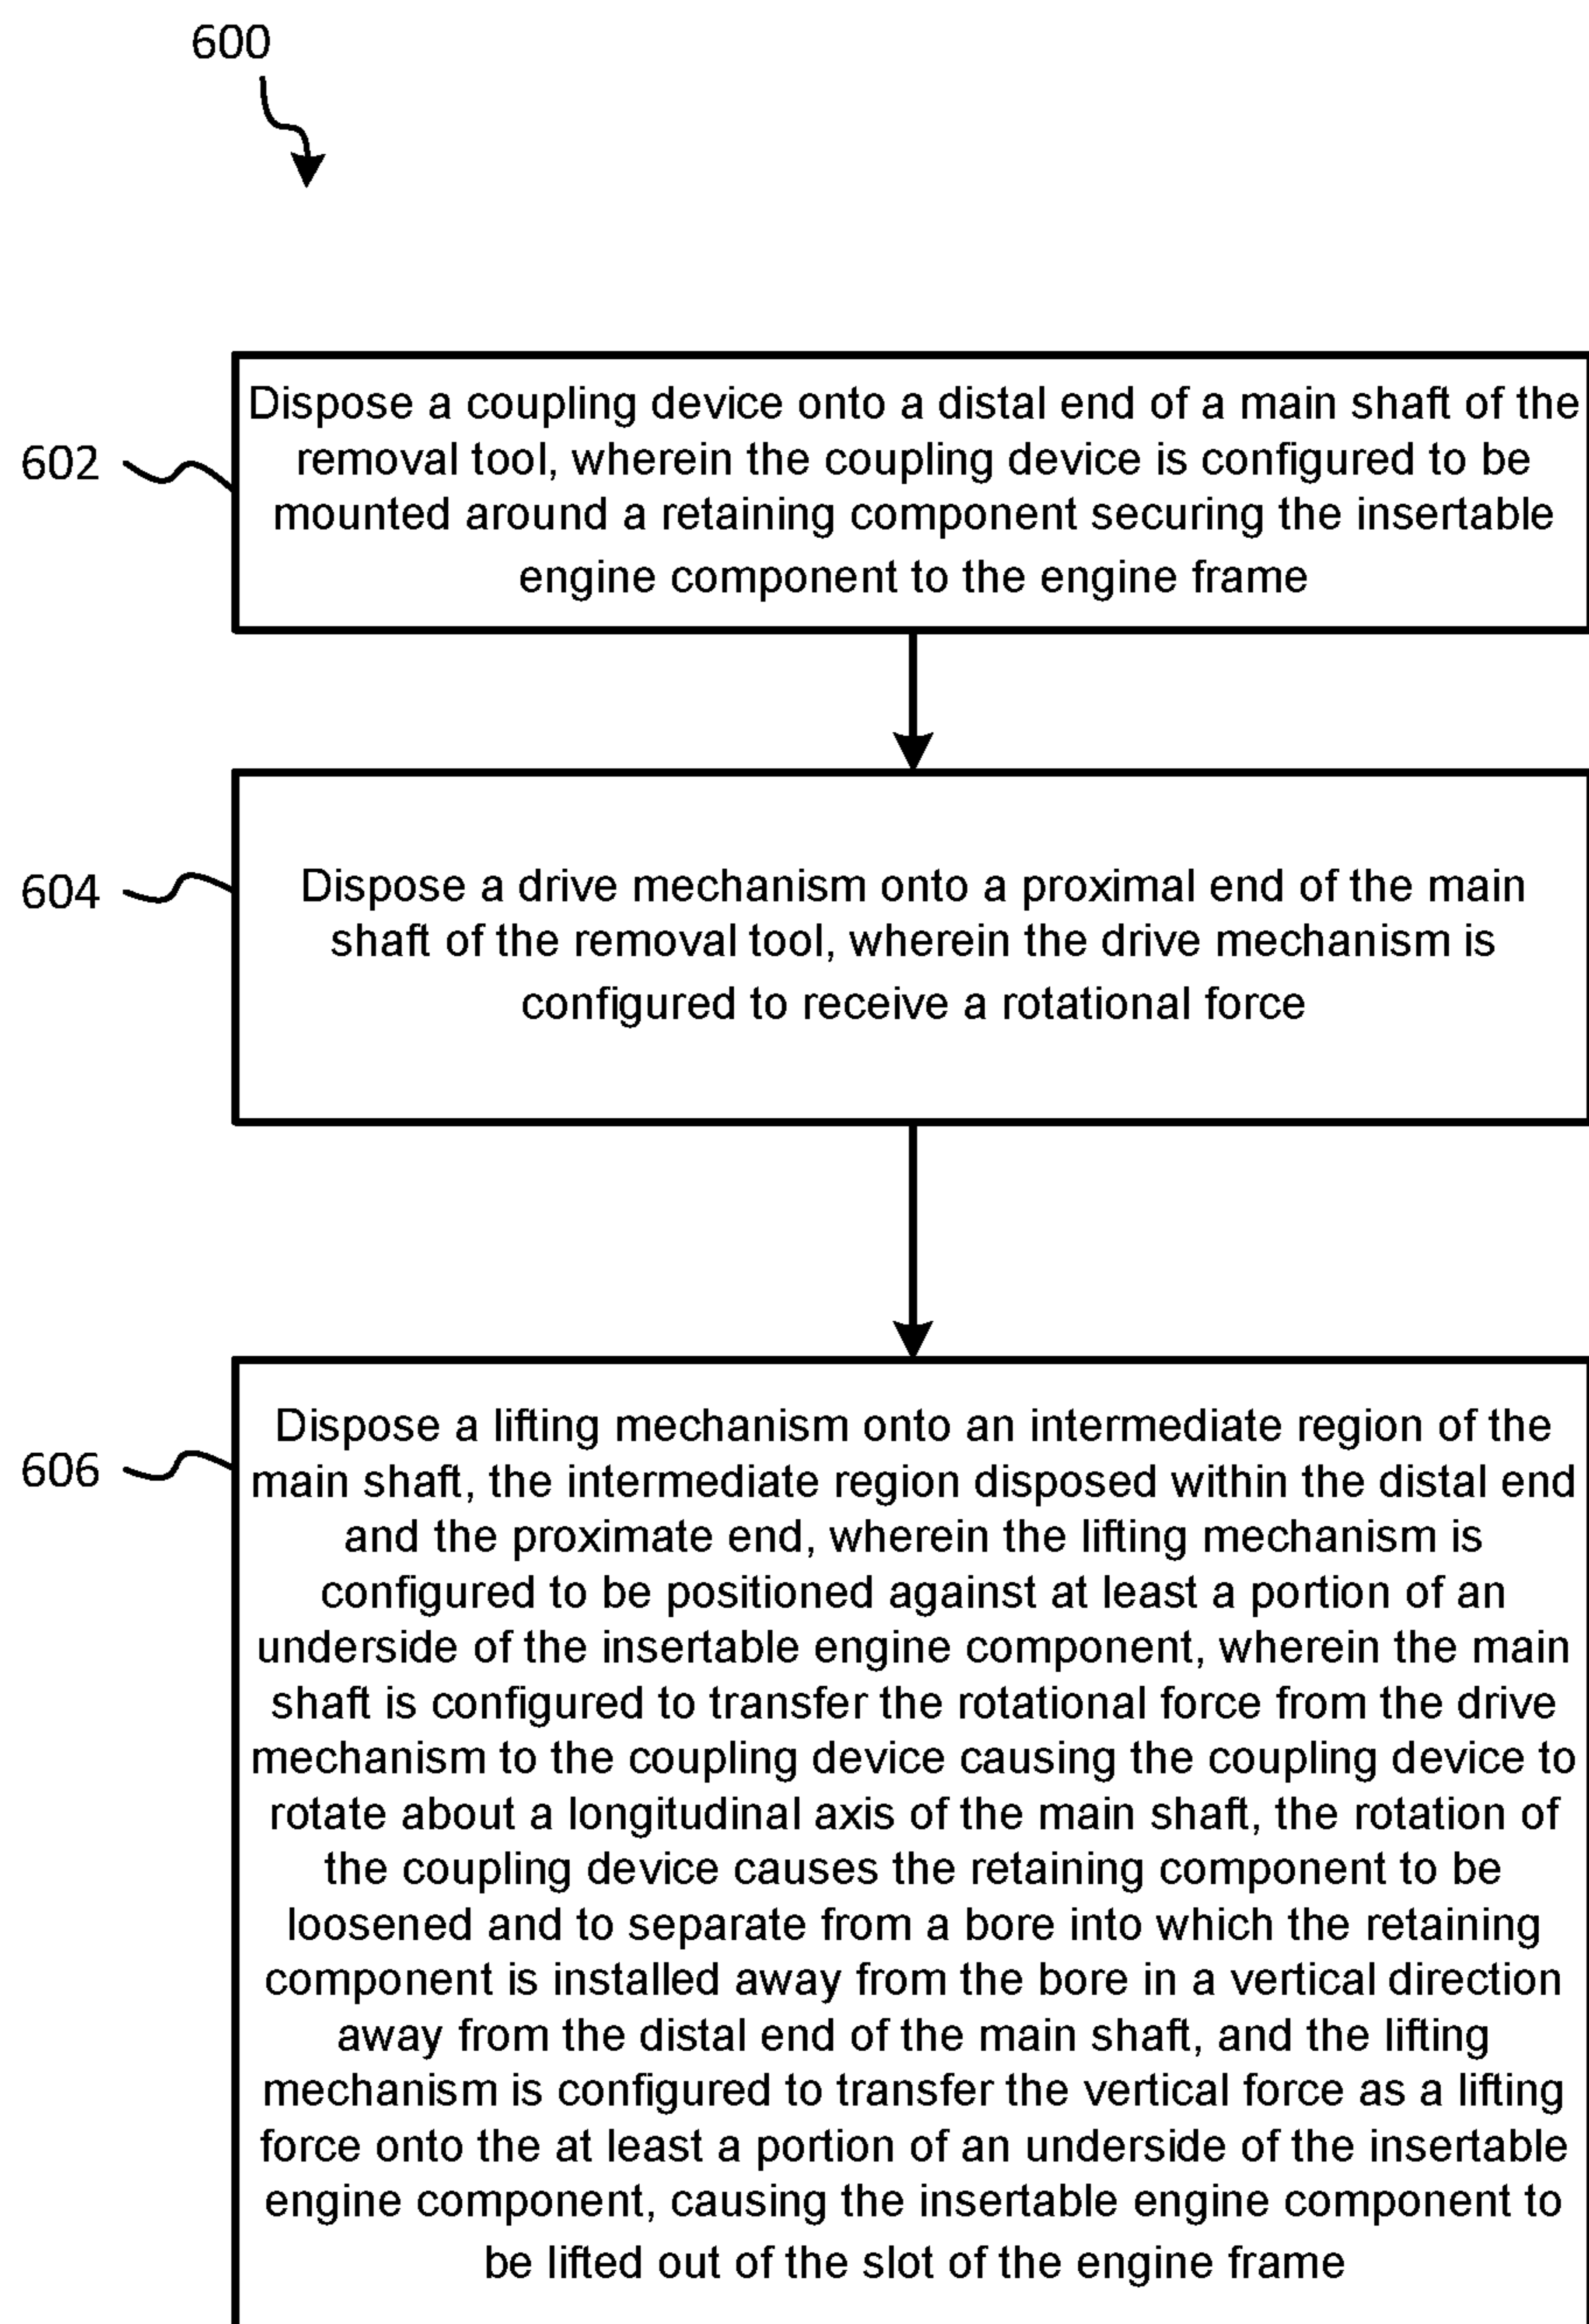 600
602
Dispose a coupling device onto a distal end of a main shaft of the
removal tool, wherein the coupling device is configured to be
mounted around a retaining component securing the insertable
engine component to the engine frame
604
Dispose a drive mechanism onto a proximal end of the main
shaft of the removal tool, wherein the drive mechanism is
configured to receive a rotational force
606
Dispose a lifting mechanism onto an intermediate region of the
main shaft, the intermediate region disposed within the distal end
and the proximate end, wherein the lifting mechanism is
configured to be positioned against at least a portion of an
underside of the insertable engine component, wherein the main
shaft is configured to transfer the rotational force from the drive
mechanism to the coupling device causing the coupling device to
rotate about a longitudinal axis of the main shaft, the rotation of
the coupling device causes the retaining component to be
loosened and to separate from a bore into which the retaining
component is installed away from the bore in a vertical direction
away from the distal end of the main shaft, and the lifting
mechanism is configured to transfer the vertical force as a lifting
force onto the at least a portion of an underside of the insertable
engine component, causing the insertable engine component to
be lifted out of the slot of the engine frame